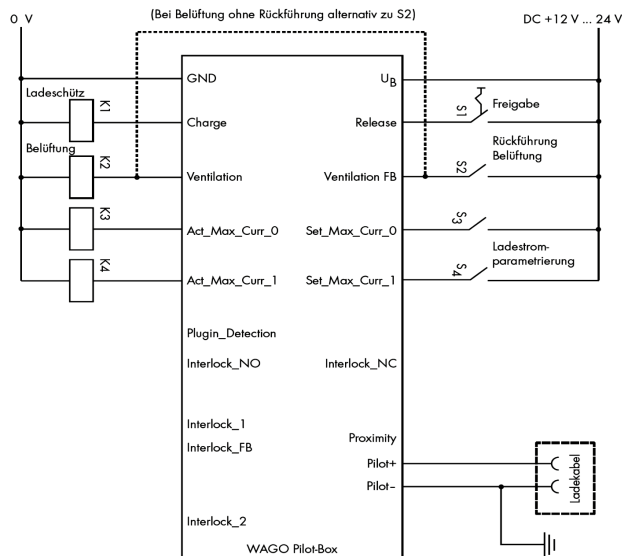 0 V
(Bei Belüftung ohne Rückführung alternativ zu S2)
DC +12 V ... 24 V
GND
U_B
Ladeschütz
K1
Charge
Release
S1
Freigabe
Belüftung
K2
Ventilation
Ventilation FB
S2
Rückführung
Belüftung
K3
Act_Max_Curr_0
Set_Max_Curr_0
S3
K4
Act_Max_Curr_1
Set_Max_Curr_1
S4
Ladestrom-
parametrierung
Plugin_Detection
Interlock_NO
Interlock_NC
Interlock_1
Interlock_FB
Proximity
Pilot+
Pilot–
Ladekabel
Interlock_2
WAGO Pilot-Box